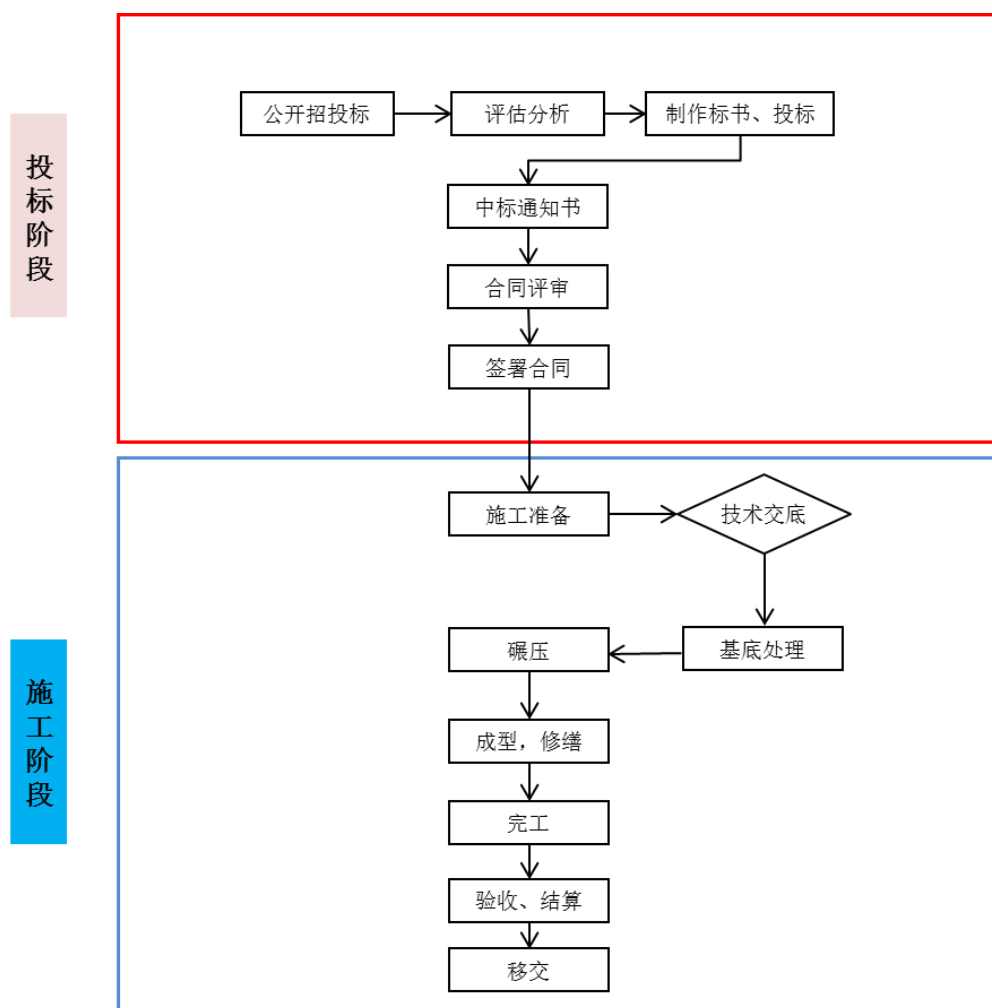 投标阶段
公开招投标
评估分析
制作标书、投标
中标通知书
合同评审
签署合同
施工阶段
施工准备
技术交底
基底处理
碾压
成型，修缮
完工
验收、结算
移交